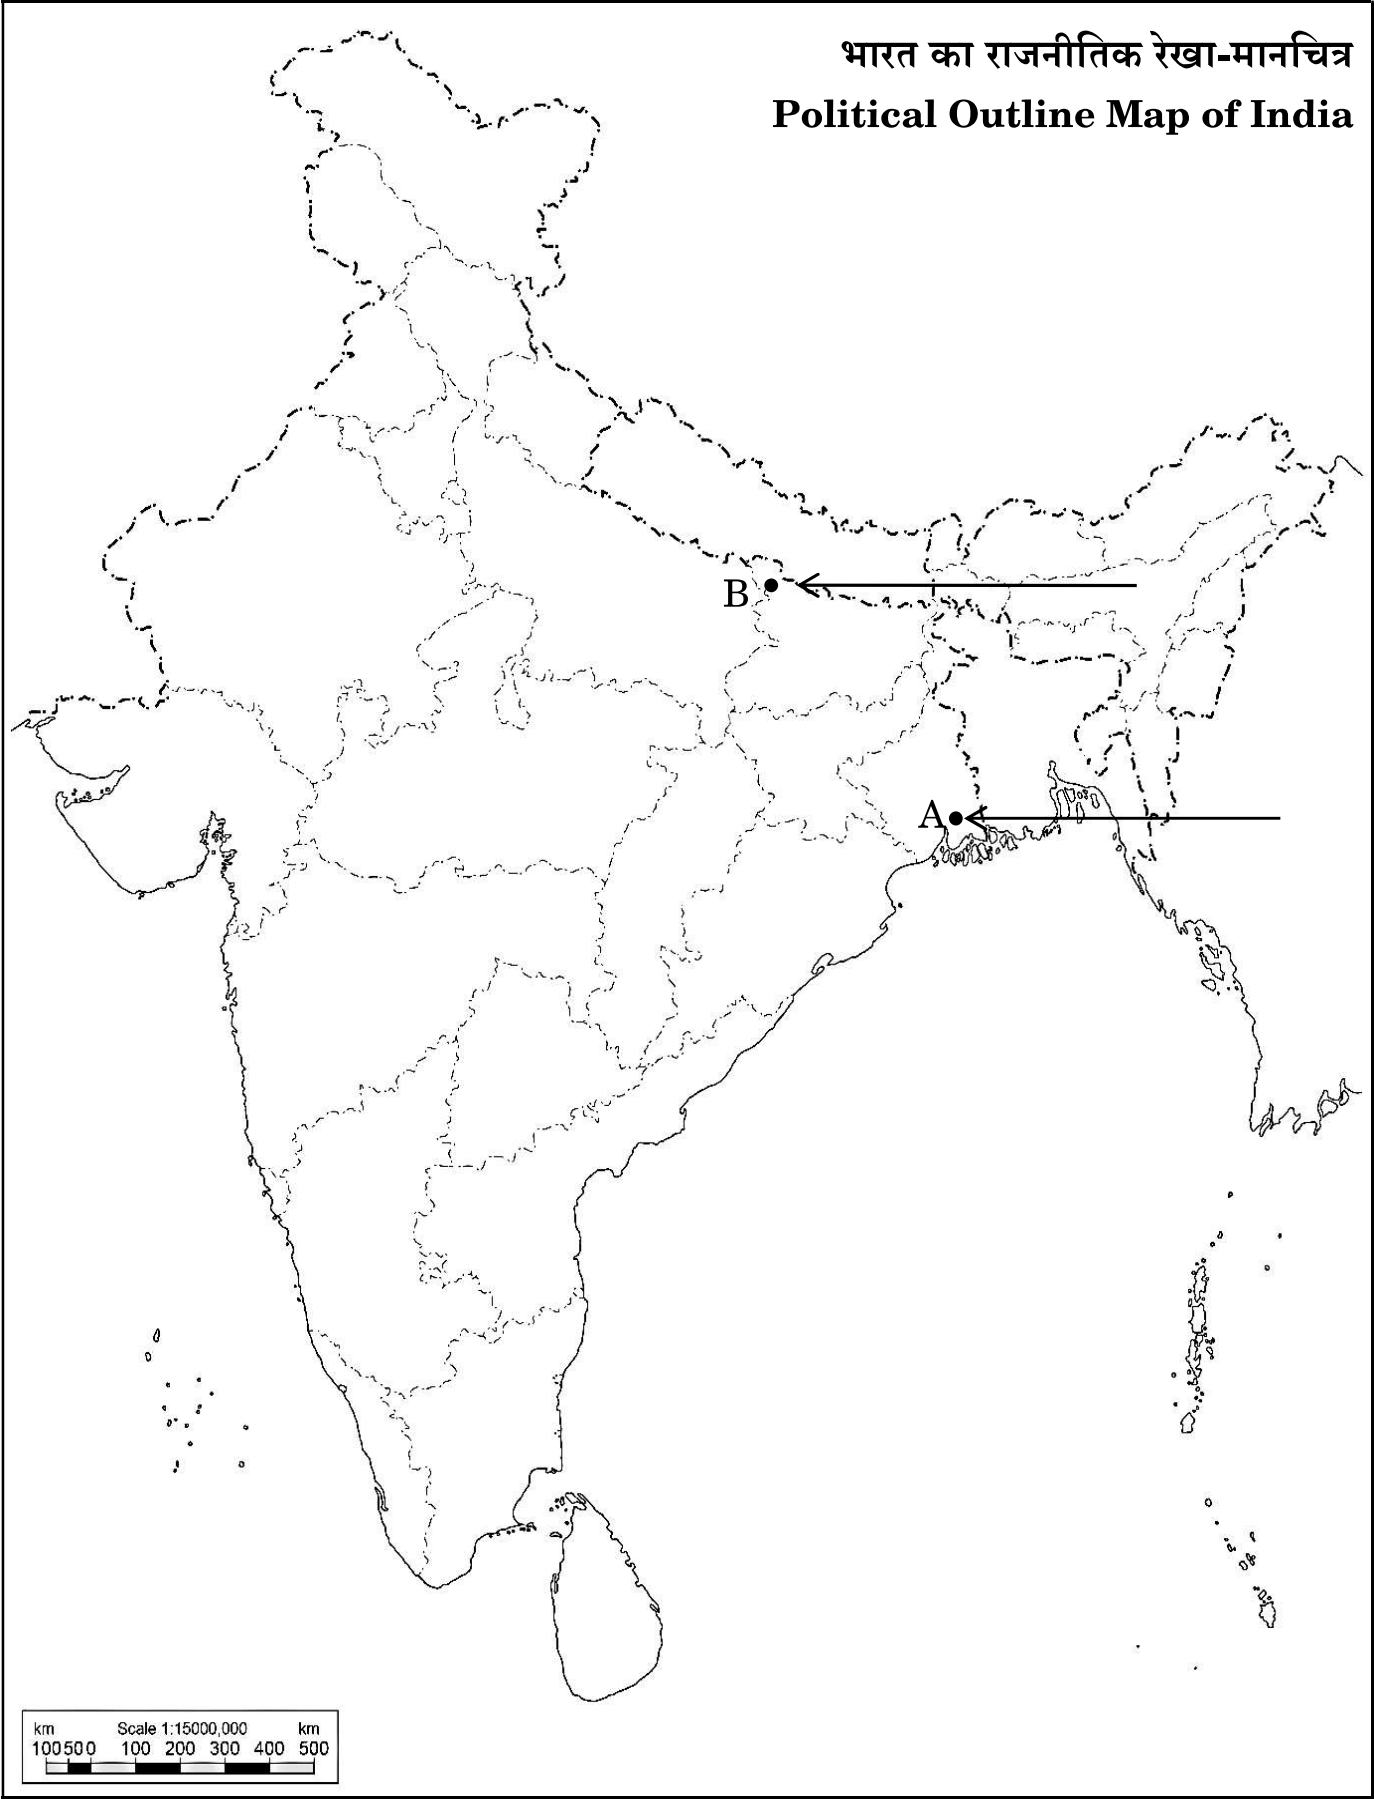 भारत का राजनीतिक रेखा-मानचित्र
Political Outline Map of India
B
A
km Scale 1:15000,000 km
100 50 0 100 200 300 400 500